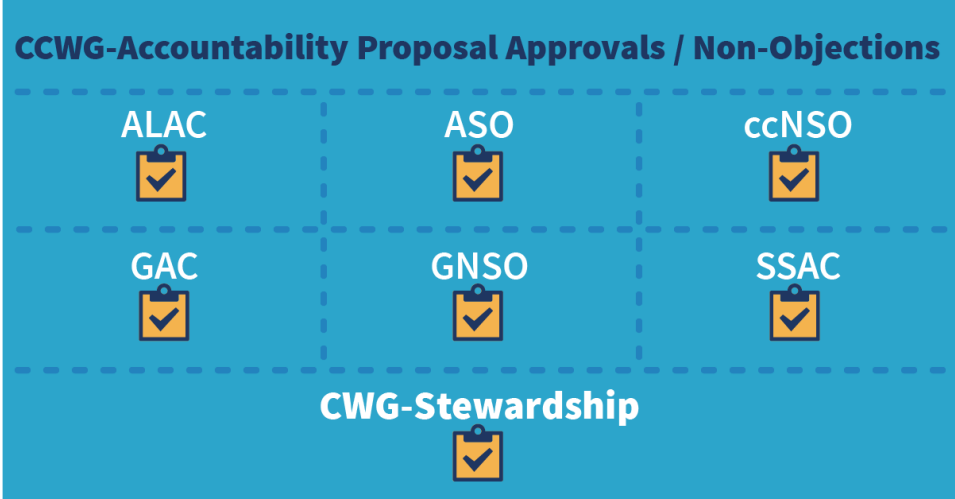 CCWG-Accountability Proposal Approvals / Non-Objections
ALAC
ASO
ccNSO
GAC
GNSO
SSAC
CWG-Stewardship